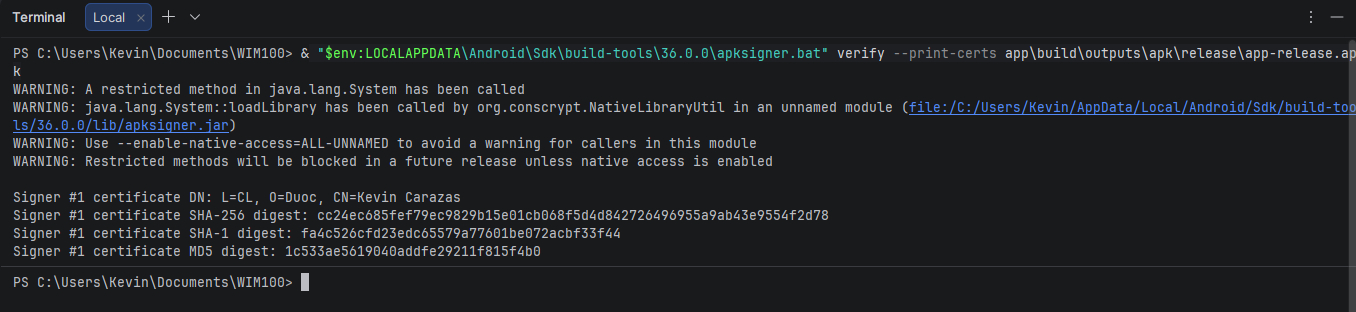 Terminal Local
PS C:\Users\Kevin\Documents\WIM100> & "$env:LOCALAPPDATA\Android\Sdk\build-tools\36.0.0\apksigner.bat" verify --print-certs app\build\outputs\apk\release\app-release.ap
k
WARNING: A restricted method in java.lang.System has been called
WARNING: java.lang.System::loadLibrary has been called by org.conscrypt.NativeLibraryUtil in an unnamed module (file:/C:/Users/Kevin/AppData/Local/Android/Sdk/build-too
ls/36.0.0/lib/apksigner.jar)
WARNING: Use --enable-native-access=ALL-UNNAMED to avoid a warning for callers in this module
WARNING: Restricted methods will be blocked in a future release unless native access is enabled
Signer #1 certificate DN: L=CL, O=Duoc, CN=Kevin Carazas
Signer #1 certificate SHA-256 digest: cc24ec685fef79ec9829b15e01cb068f5d4d842726496955a9ab43e9554f2d78
Signer #1 certificate SHA-1 digest: fa4c526cfd23edc65579a77601be072acbf33f44
Signer #1 certificate MD5 digest: 1c533ae5619040addfe29211f815f4b0
PS C:\Users\Kevin\Documents\WIM100>